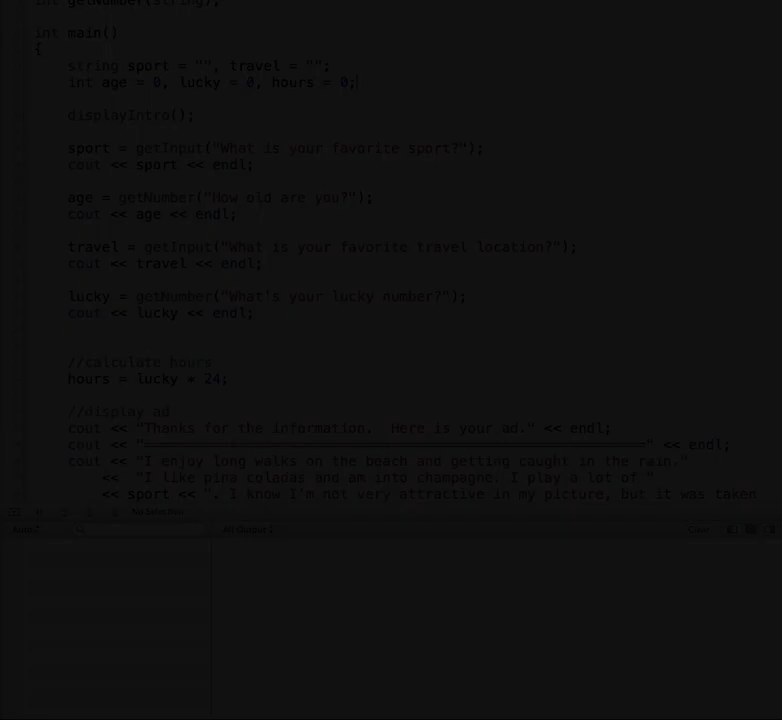 int getNumber(string);
int main()
{
string sport = "", travel = "";
int age = 0, lucky = 0, hours = 0;
displayIntro();
sport = getInput("What is your favorite sport?");
cout << sport << endl;
age = getNumber("How old are you?");
cout << age << endl;
travel = getInput("What is your favorite travel location?");
cout << travel << endl;
lucky = getNumber("What's your lucky number?");
cout << lucky << endl;
//calculate hours
hours = lucky * 24;
//display ad
cout << "Thanks for the information.  Here is your ad." << endl;
cout << "═══════════════════════════════════════════════════════════" << endl;
cout << "I enjoy long walks on the beach and getting caught in the rain."
<<  "I like pina coladas and am into champagne. I play a lot of "
<< sport << ". I know I'm not very attractive in my picture, but it was taken
All Output
Clear